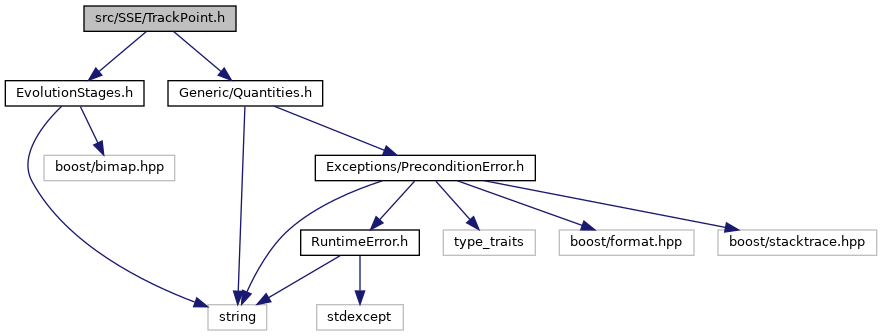 src/SSE/TrackPoint.h
EvolutionStages.h
Generic/Quantities.h
boost/bimap.hpp
Exceptions/PreconditionError.h
RuntimeError.h
type_traits
boost/format.hpp
boost/stacktrace.hpp
string
stdexcept